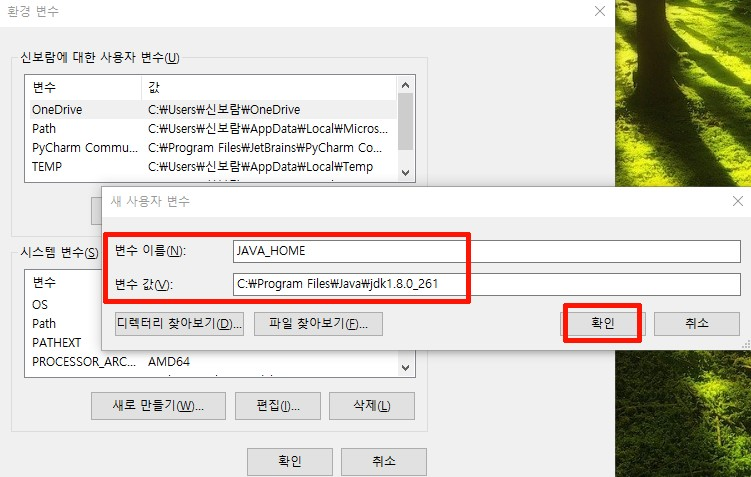 환경 변수
신보람에 대한 사용자 변수(U)
변수 값
OneDrive C:₩Users₩신보람₩OneDrive
Path C:₩Users₩신보람₩AppData₩Local₩Micros...
PyCharm Commu... C:₩Program Files₩JetBrains₩PyCharm Co...
TEMP C:₩Users₩신보람₩AppData₩Local₩Temp
새 사용자 변수
변수 이름(N): JAVA_HOME
변수 값(V): C:₩Program Files₩Java₩jdk1.8.0_261
디렉터리 찾아보기(D)... 파일 찾아보기(F)... 확인 취소
시스템 변수(S)
변수
OS
Path
PATHEXT
PROCESSOR_ARC... AMD64
새로 만들기(W)... 편집(I)... 삭제(L)
확인 취소